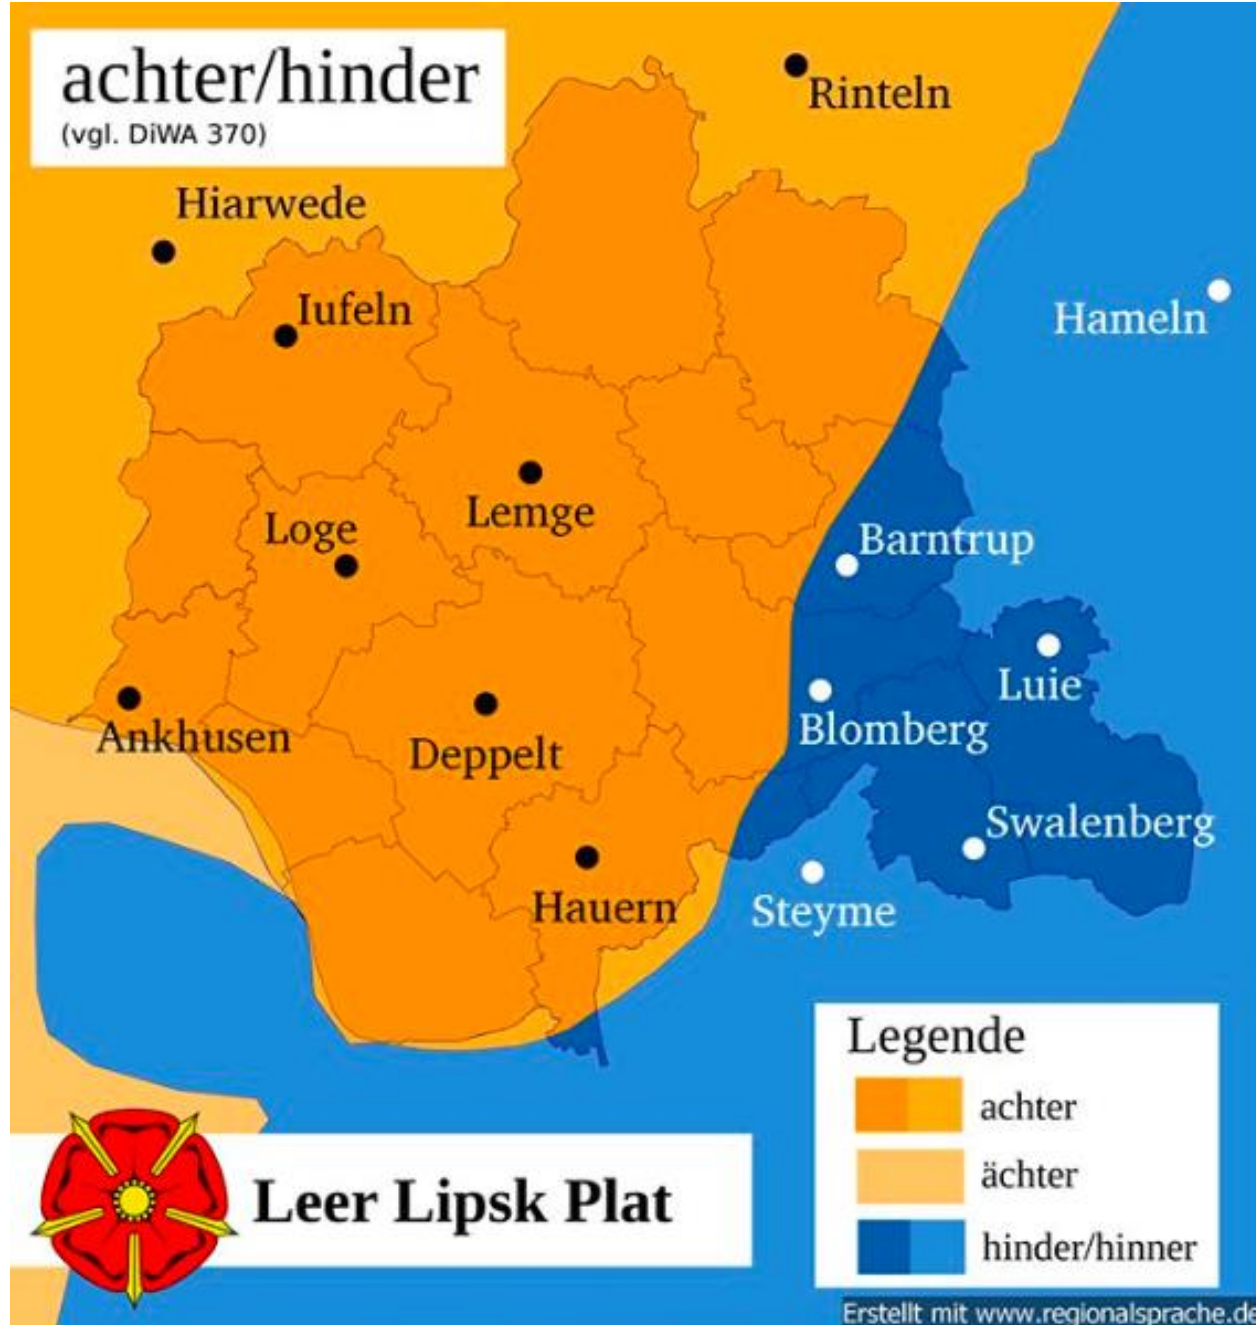 achter/hinder
(vgl. DiWA 370)
Rinteln
Hiarwede
Iufeln
Hameln
Lemge
Loge
Barntrup
Luie
Ankhusen
Deppelt
Blomberg
Swalenberg
Hauern
Steyme
Legende
achter
ächter
hinder/hinner
Leer Lipsk Plat
Erstellt mit www.regionalsprache.de